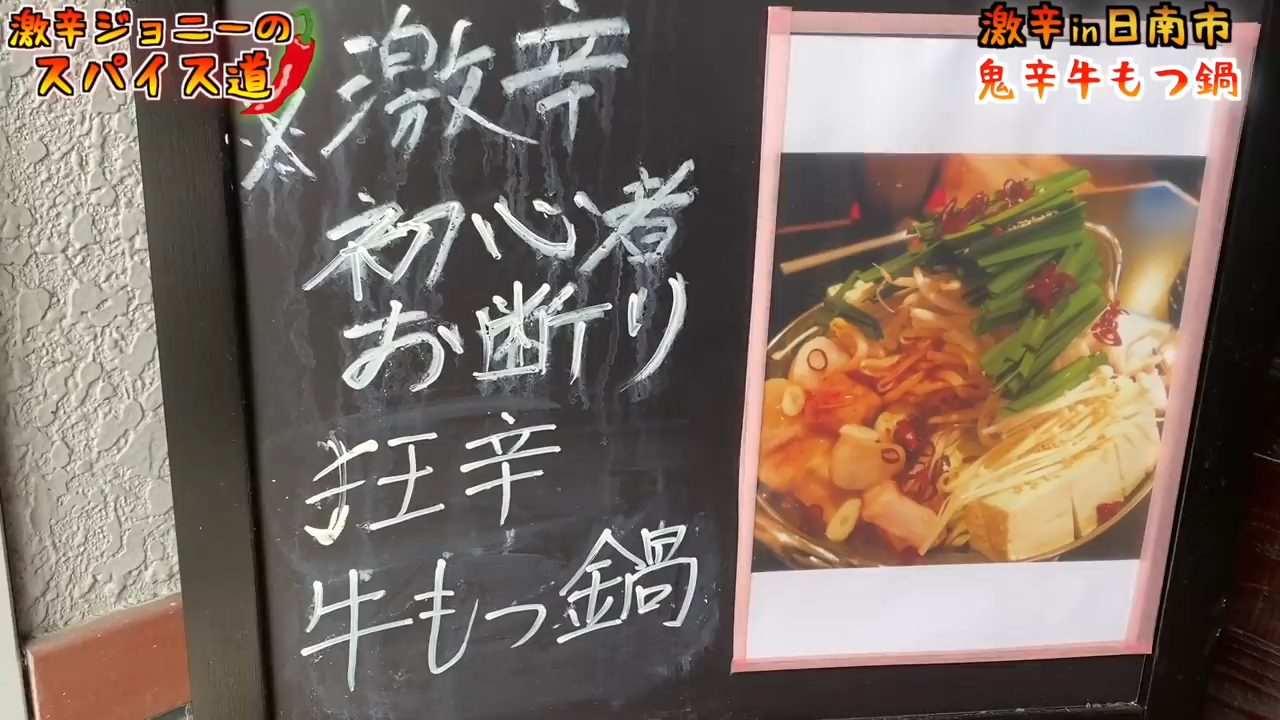 激辛ジョニーの
スパイス道
激辛in日南市
鬼辛牛もつ鍋
※激辛
初心者
お断り
狂辛
牛もつ鍋